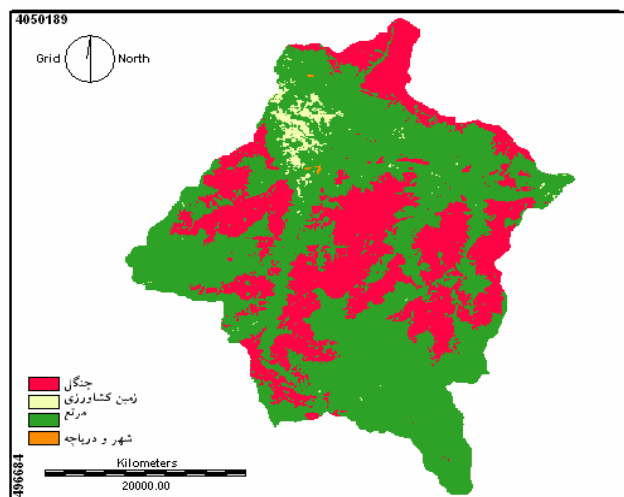 4050189
Grid North
جنگل
زمین کشاورزی
مرتع
شهر و دریاچه
Kilometers
20000.00
496684